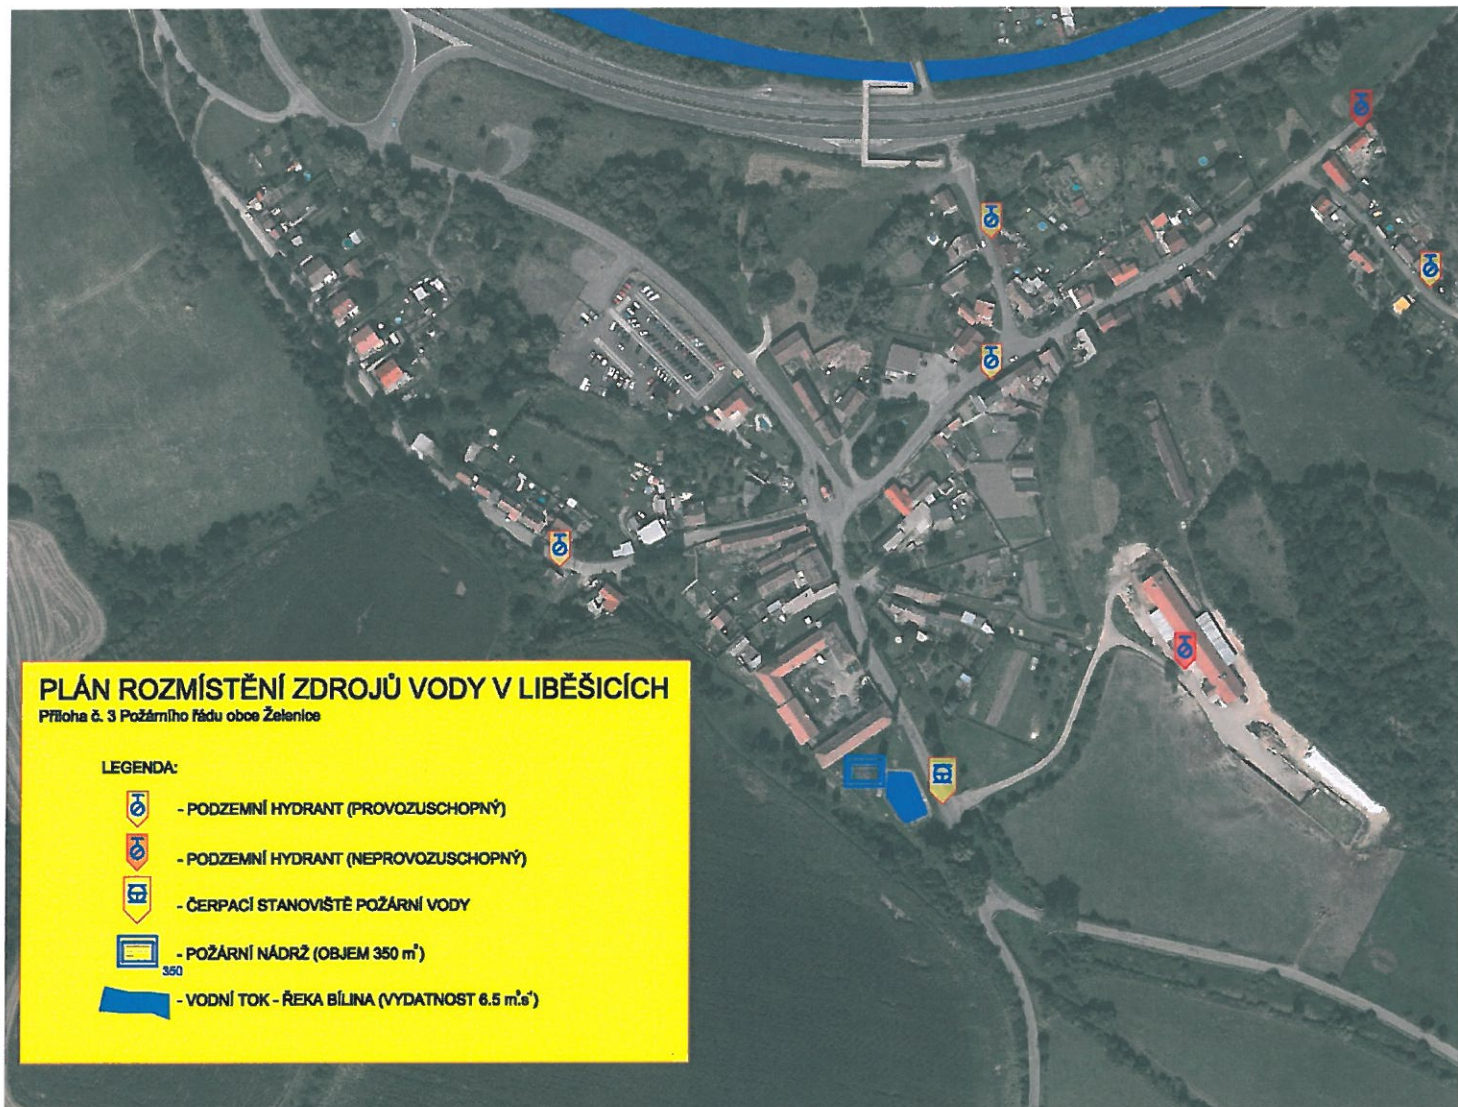 PLÁN ROZMÍSTĚNÍ ZDROJŮ VODY V LIBĚŠICÍCH
Příloha č. 3 Požárního řádu obce Želenice
LEGENDA:
- PODZEMNÍ HYDRANT (PROVOZUSCHOPNÝ)
- PODZEMNÍ HYDRANT (NEPROVOZUSCHOPNÝ)
- ČERPACÍ STANOVIŠTĚ POŽÁRNÍ VODY
- POŽÁRNÍ NÁDRŽ (OBJEM 350 m³)
350
- VODNÍ TOK - ŘEKA BÍLINA (VYDATNOST 6.5 m³.s⁻¹)